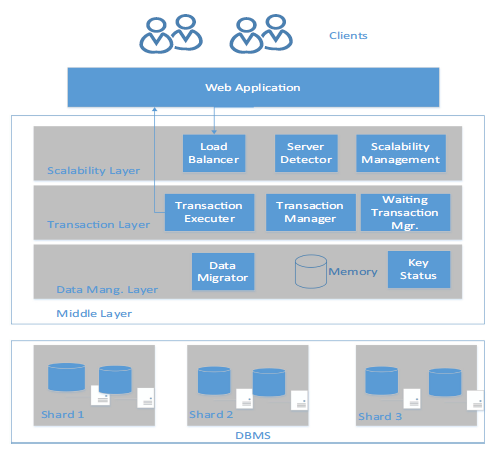 Clients
Web Application
Load
Balancer
Server
Detector
Scalability
Management
Scalability Layer
Transaction
Executer
Transaction
Manager
Waiting
Transaction
Mgr.
Transaction Layer
Data
Migrator
Memory
Key
Status
Data Mang. Layer
Middle Layer
Shard 1
Shard 2
Shard 3
DBMS